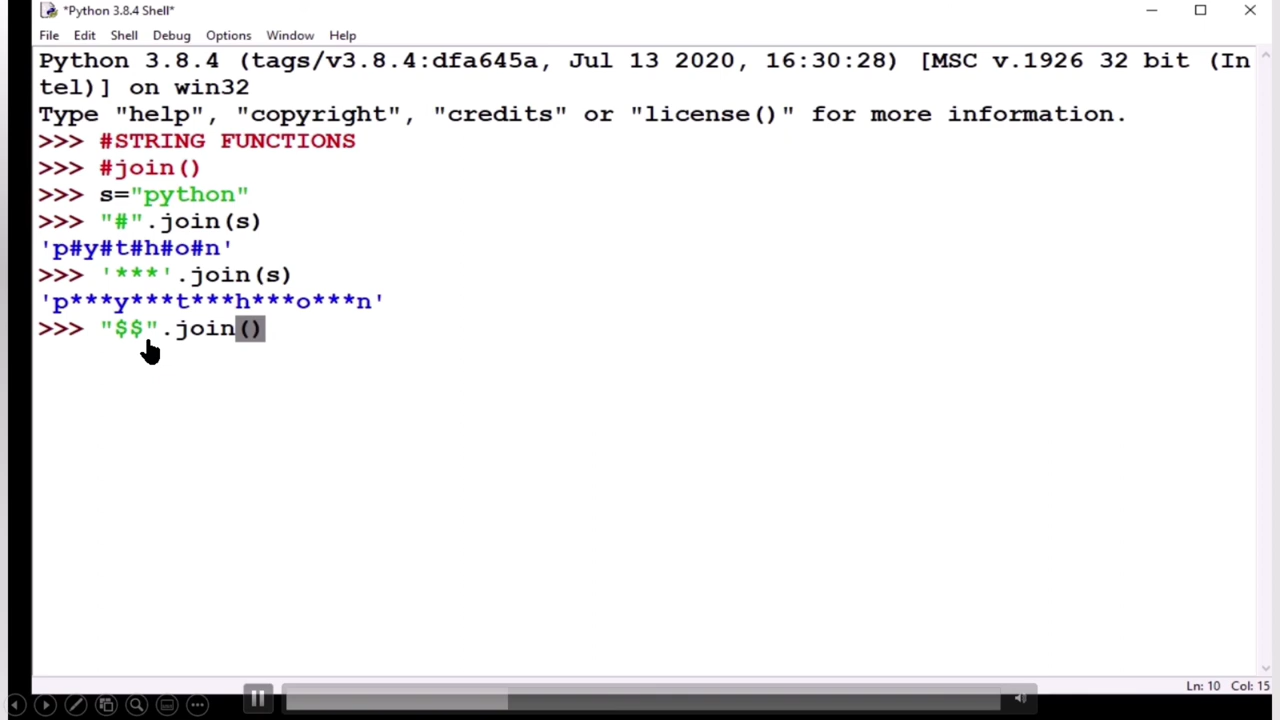 *Python 3.8.4 Shell*
File Edit Shell Debug Options Window Help
Python 3.8.4 (tags/v3.8.4:dfa645a, Jul 13 2020, 16:30:28) [MSC v.1926 32 bit (In
tel)] on win32
Type "help", "copyright", "credits" or "license()" for more information.
>>> #STRING FUNCTIONS
>>> #join()
>>> s="python"
>>> "#".join(s)
'p#y#t#h#o#n'
>>> '***'.join(s)
'p***y***t***h***o***n'
>>> "$$".join()
Ln: 10 Col: 15